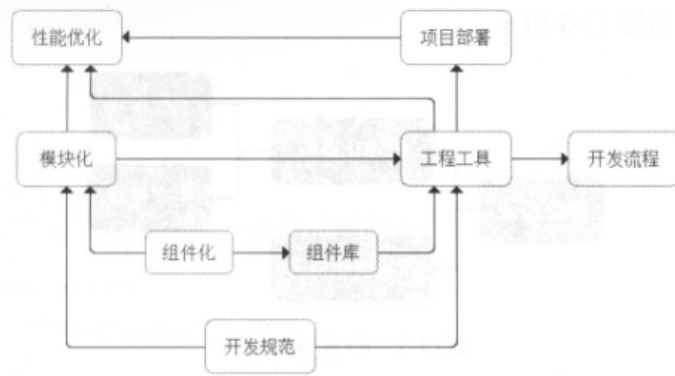 性能优化
项目部署
模块化
工程工具
开发流程
组件化
组件库
开发规范